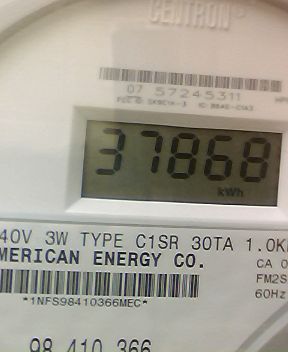 CENTRON
07 57245311
37868
kWh
40V 3W TYPE C1SR 30TA 1.0K
MERICAN ENERGY CO.
CA 0
FM2S
60Hz
*1NFS98410366MEC*
98 410 366